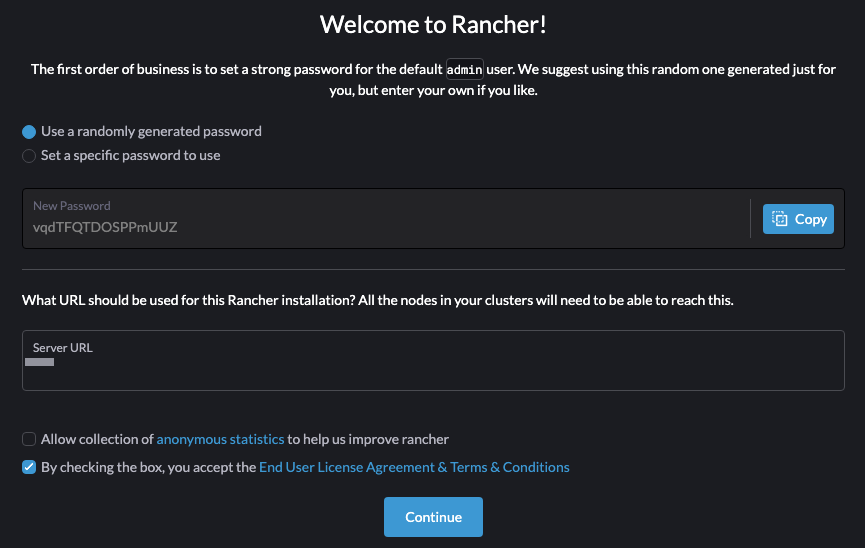 Welcome to Rancher!
The first order of business is to set a strong password for the default admin user. We suggest using this random one generated just for
you, but enter your own if you like.
Use a randomly generated password
Set a specific password to use
New Password
vqdTFQTDOSPPmUUZ
Copy
What URL should be used for this Rancher installation? All the nodes in your clusters will need to be able to reach this.
Server URL
Allow collection of anonymous statistics to help us improve rancher
By checking the box, you accept the End User License Agreement & Terms & Conditions
Continue